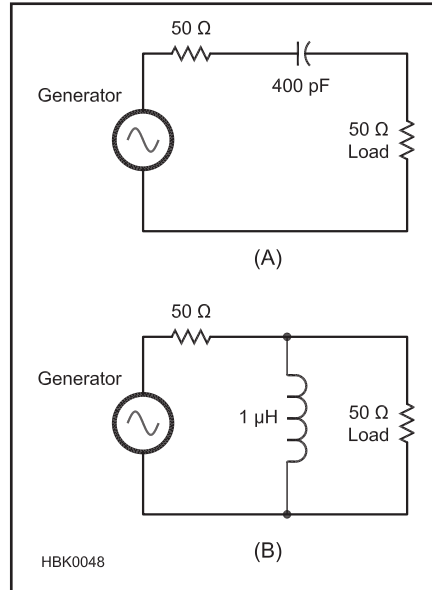 50 Ω
400 pF
Generator
50 Ω
Load
(A)
50 Ω
Generator
1 µH
50 Ω
Load
(B)
HBK0048